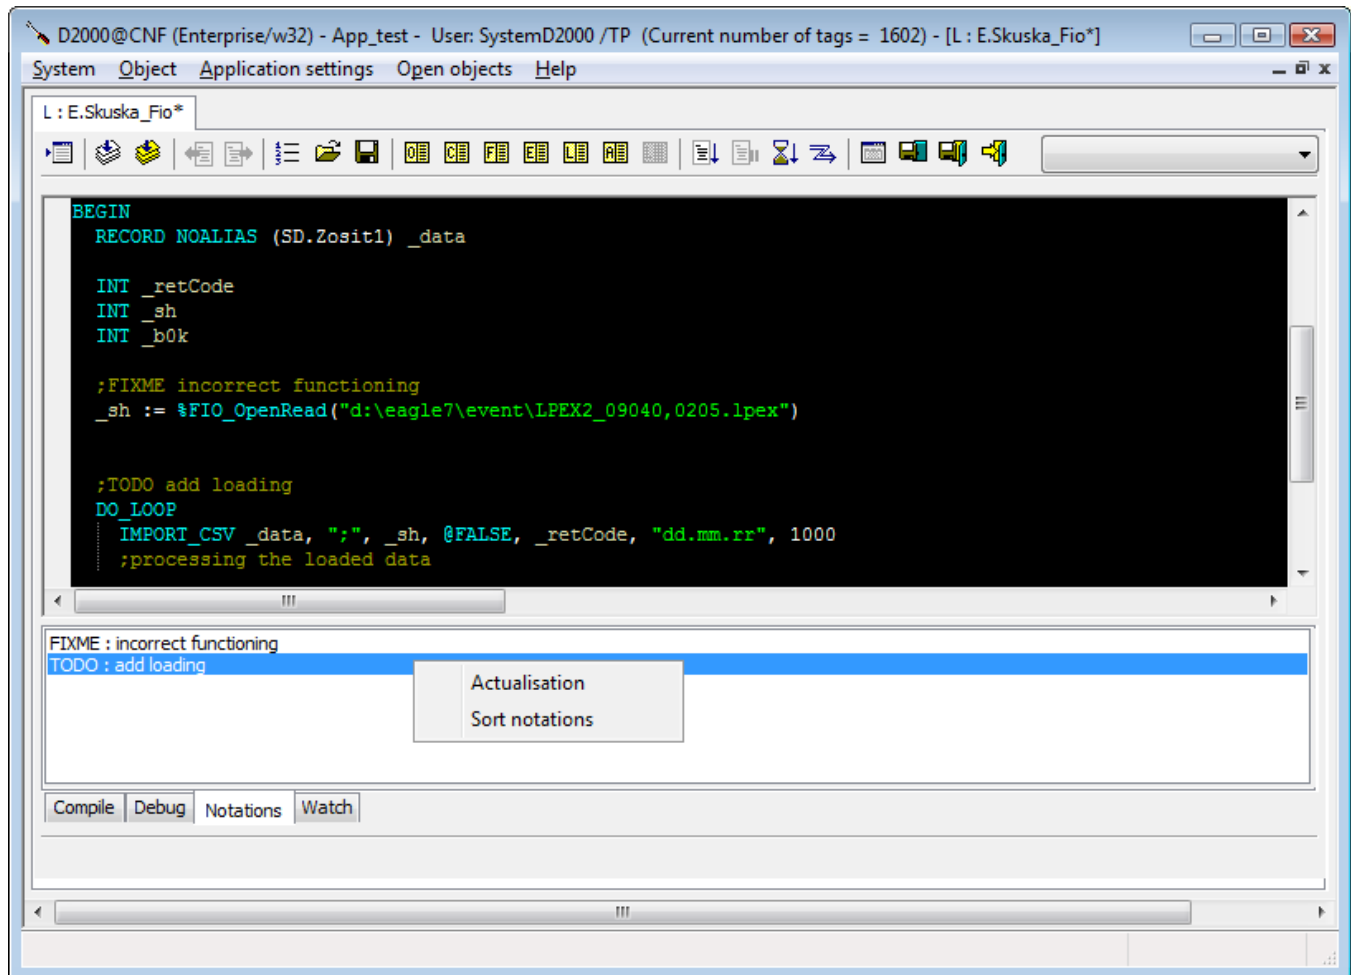 D2000@CNF (Enterprise/w32) - App_test - User: SystemD2000 /TP (Current number of tags = 1602) - [L : E.Skuska_Fio*]
System Object Application settings Open objects Help
L : E.Skuska_Fio*
BEGIN
RECORD NOALIAS (SD.Zosit1) _data
INT _retCode
INT _sh
INT _b0k
;FIXME incorrect functioning
_sh := %FIO_OpenRead("d:\eagle7\event\LPEX2_09040,0205.lpex")
;TODO add loading
DO_LOOP
IMPORT_CSV _data, ";", _sh, @FALSE, _retCode, "dd.mm.rr", 1000
;processing the loaded data
FIXME : incorrect functioning
TODO : add loading
Actualisation
Sort notations
Compile Debug Notations Watch